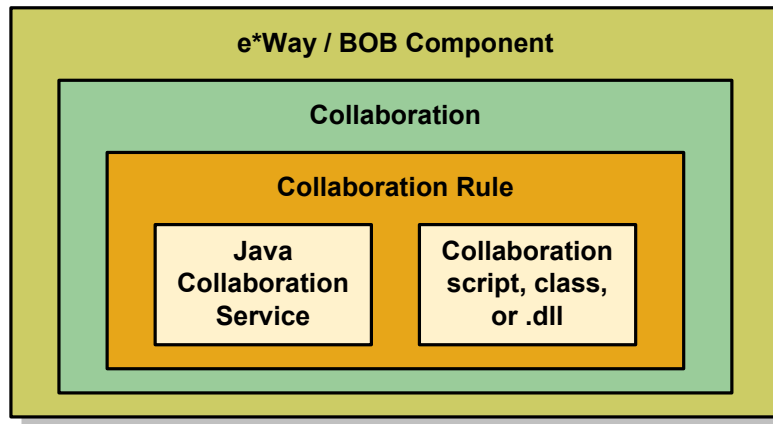 e*Way / BOB Component
Collaboration
Collaboration Rule
Java
Collaboration
Service
Collaboration
script, class,
or .dll